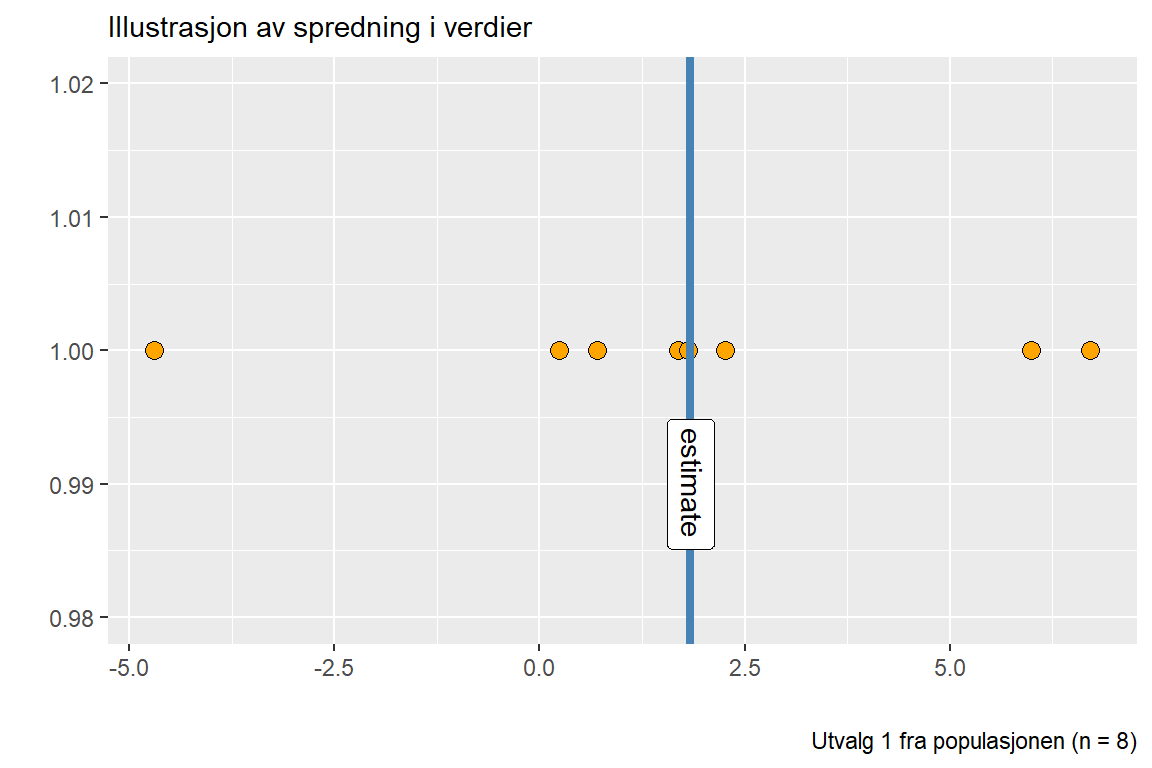 Illustrasjon av spredning i verdier
1.02
1.01
1.00
0.99
0.98
estimate
-5.0 -2.5 0.0 2.5 5.0
Utvalg 1 fra populasjonen (n = 8)